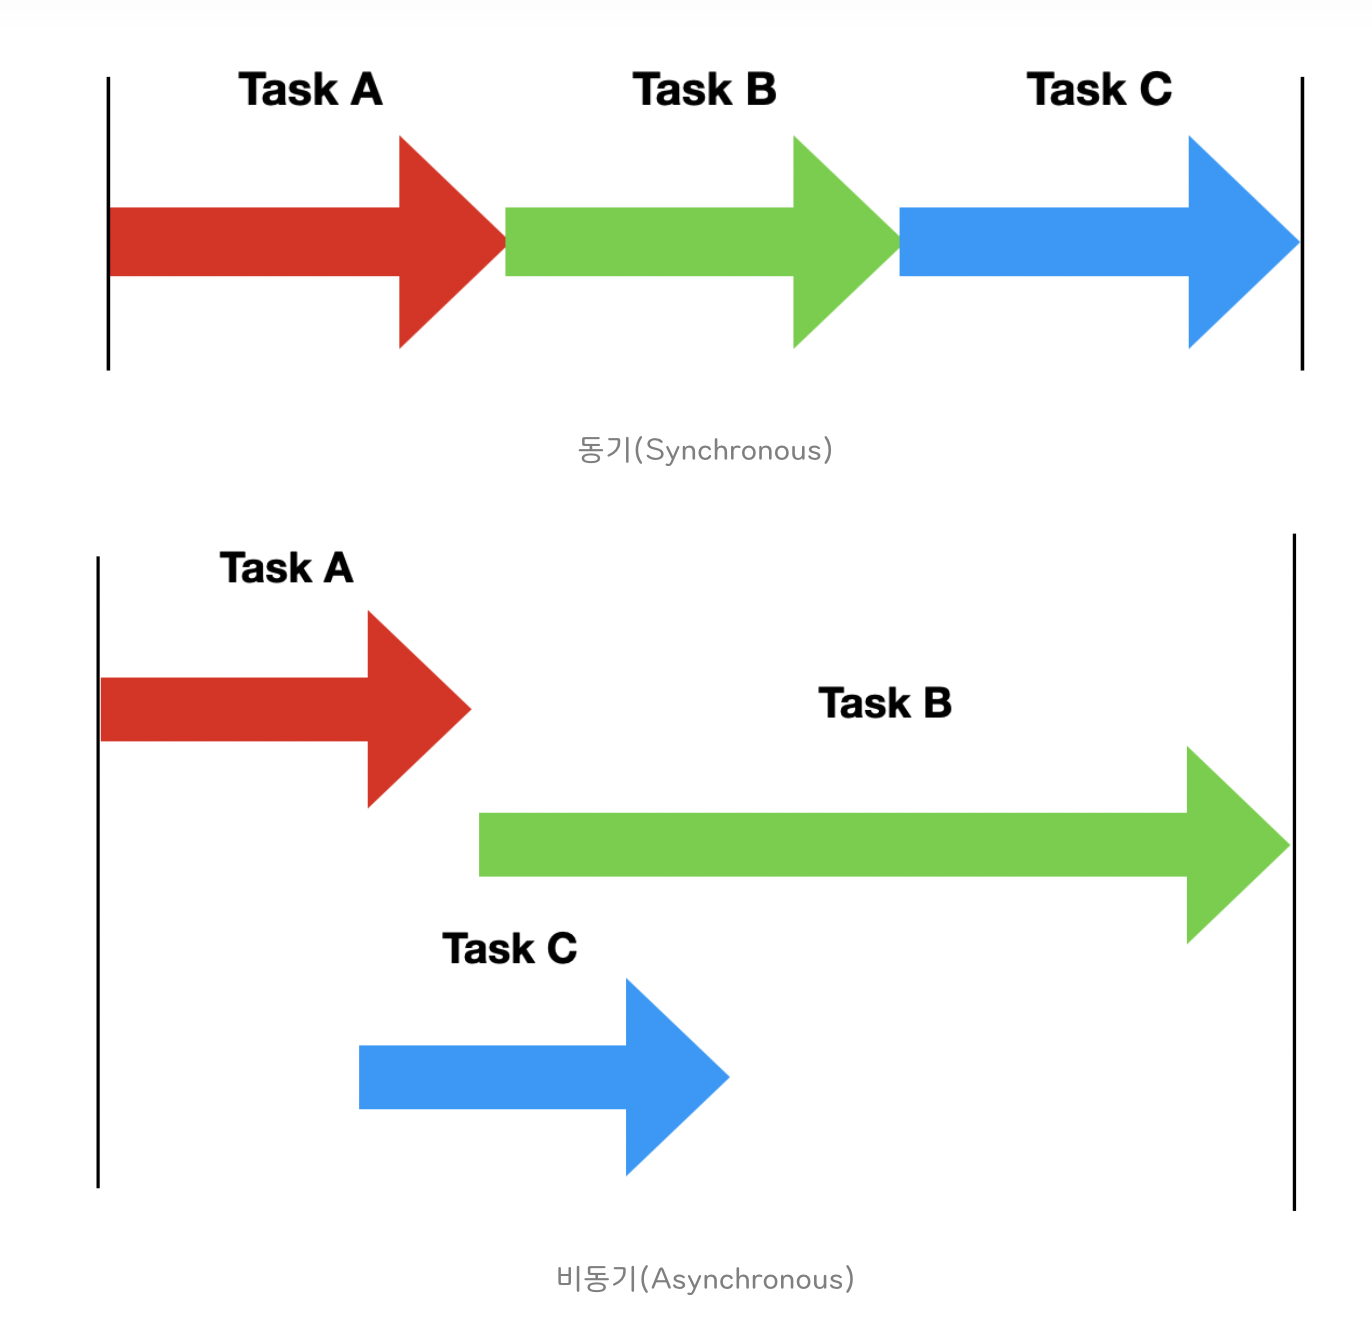 Task A Task B Task C
동기(Synchronous)
Task A
Task B
Task C
비동기(Asynchronous)